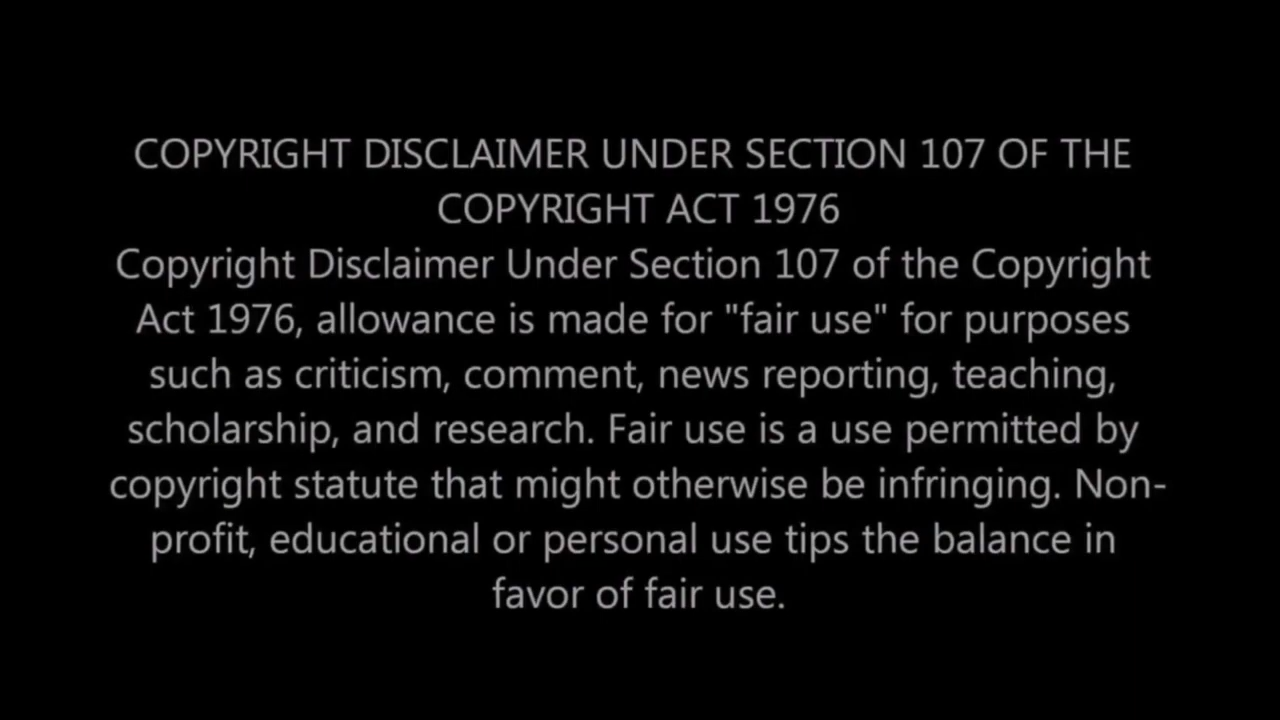 COPYRIGHT DISCLAIMER UNDER SECTION 107 OF THE
COPYRIGHT ACT 1976
Copyright Disclaimer Under Section 107 of the Copyright
Act 1976, allowance is made for "fair use" for purposes
such as criticism, comment, news reporting, teaching,
scholarship, and research. Fair use is a use permitted by
copyright statute that might otherwise be infringing. Non-
profit, educational or personal use tips the balance in
favor of fair use.